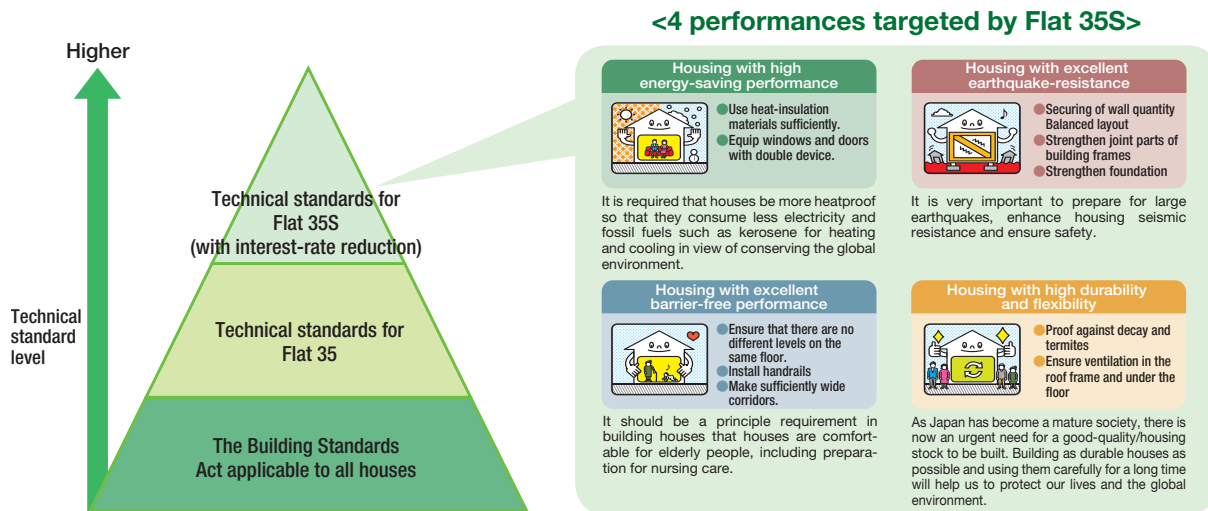 <4 performances targeted by Flat 35S>
Higher
Technical
standard
level
Technical standards for
Flat 35S
(with interest-rate reduction)
Technical standards for
Flat 35
The Building Standards
Act applicable to all houses
Housing with high
energy-saving performance
●Use heat-insulation
materials sufficiently.
●Equip windows and doors
with double device.
It is required that houses be more heatproof
so that they consume less electricity and
fossil fuels such as kerosene for heating
and cooling in view of conserving the global
environment.
Housing with excellent
earthquake-resistance
●Securing of wall quantity
Balanced layout
●Strengthen joint parts of
building frames
●Strengthen foundation
It is very important to prepare for large
earthquakes, enhance housing seismic
resistance and ensure safety.
Housing with excellent
barrier-free performance
●Ensure that there are no
different levels on the
same floor.
●Install handrails
●Make sufficiently wide
corridors.
It should be a principle requirement in
building houses that houses are comfort-
able for elderly people, including prepara-
tion for nursing care.
Housing with high durability
and flexibility
●Proof against decay and
termites
●Ensure ventilation in the
roof frame and under the
floor
As Japan has become a mature society, there is
now an urgent need for a good-quality/housing
stock to be built. Building as durable houses as
possible and using them carefully for a long time
will help us to protect our lives and the global
environment.